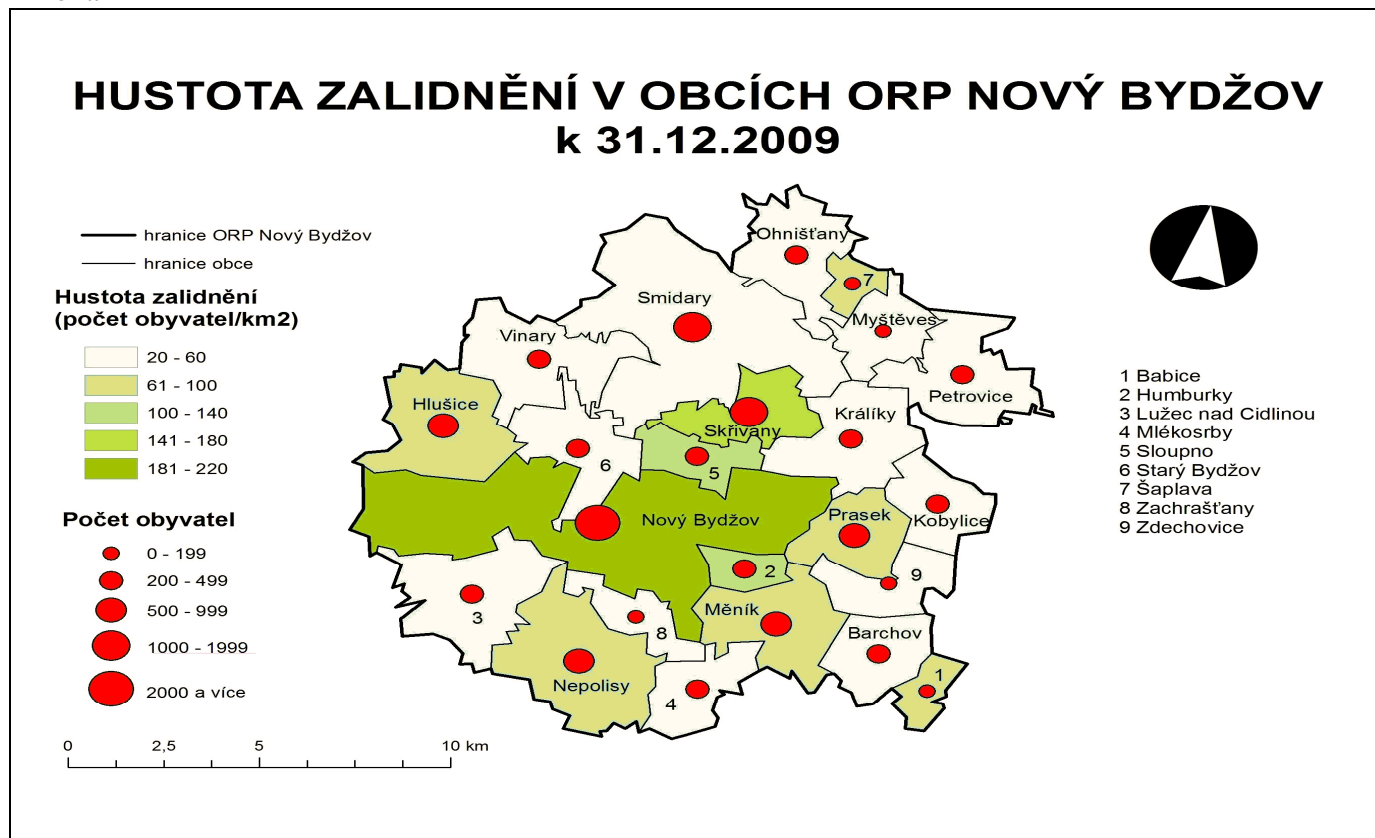 HUSTOTA ZALIDNĚNÍ V OBCÍCH ORP NOVÝ BYDŽOV
k 31.12.2009
hranice ORP Nový Bydžov
hranice obce
Hustota zalidnění
(počet obyvatel/km2)
20 - 60
61 - 100
100 - 140
141 - 180
181 - 220
Počet obyvatel
0 - 199
200 - 499
500 - 999
1000 - 1999
2000 a více
0 2,5 5 10 km
Ohnišťany
7
Smidary
Myštěves
Vinary
Petrovice
Hlušice
Skřivany
Králíky
6
5
Nový Bydžov
Prasek
Kobylice
2
9
3
Měník
8
Barchov
Nepolisy
4
1
1 Babice
2 Humburky
3 Lužec nad Cidlinou
4 Mlékosrby
5 Sloupno
6 Starý Bydžov
7 Šaplava
8 Zachrašťany
9 Zdechovice